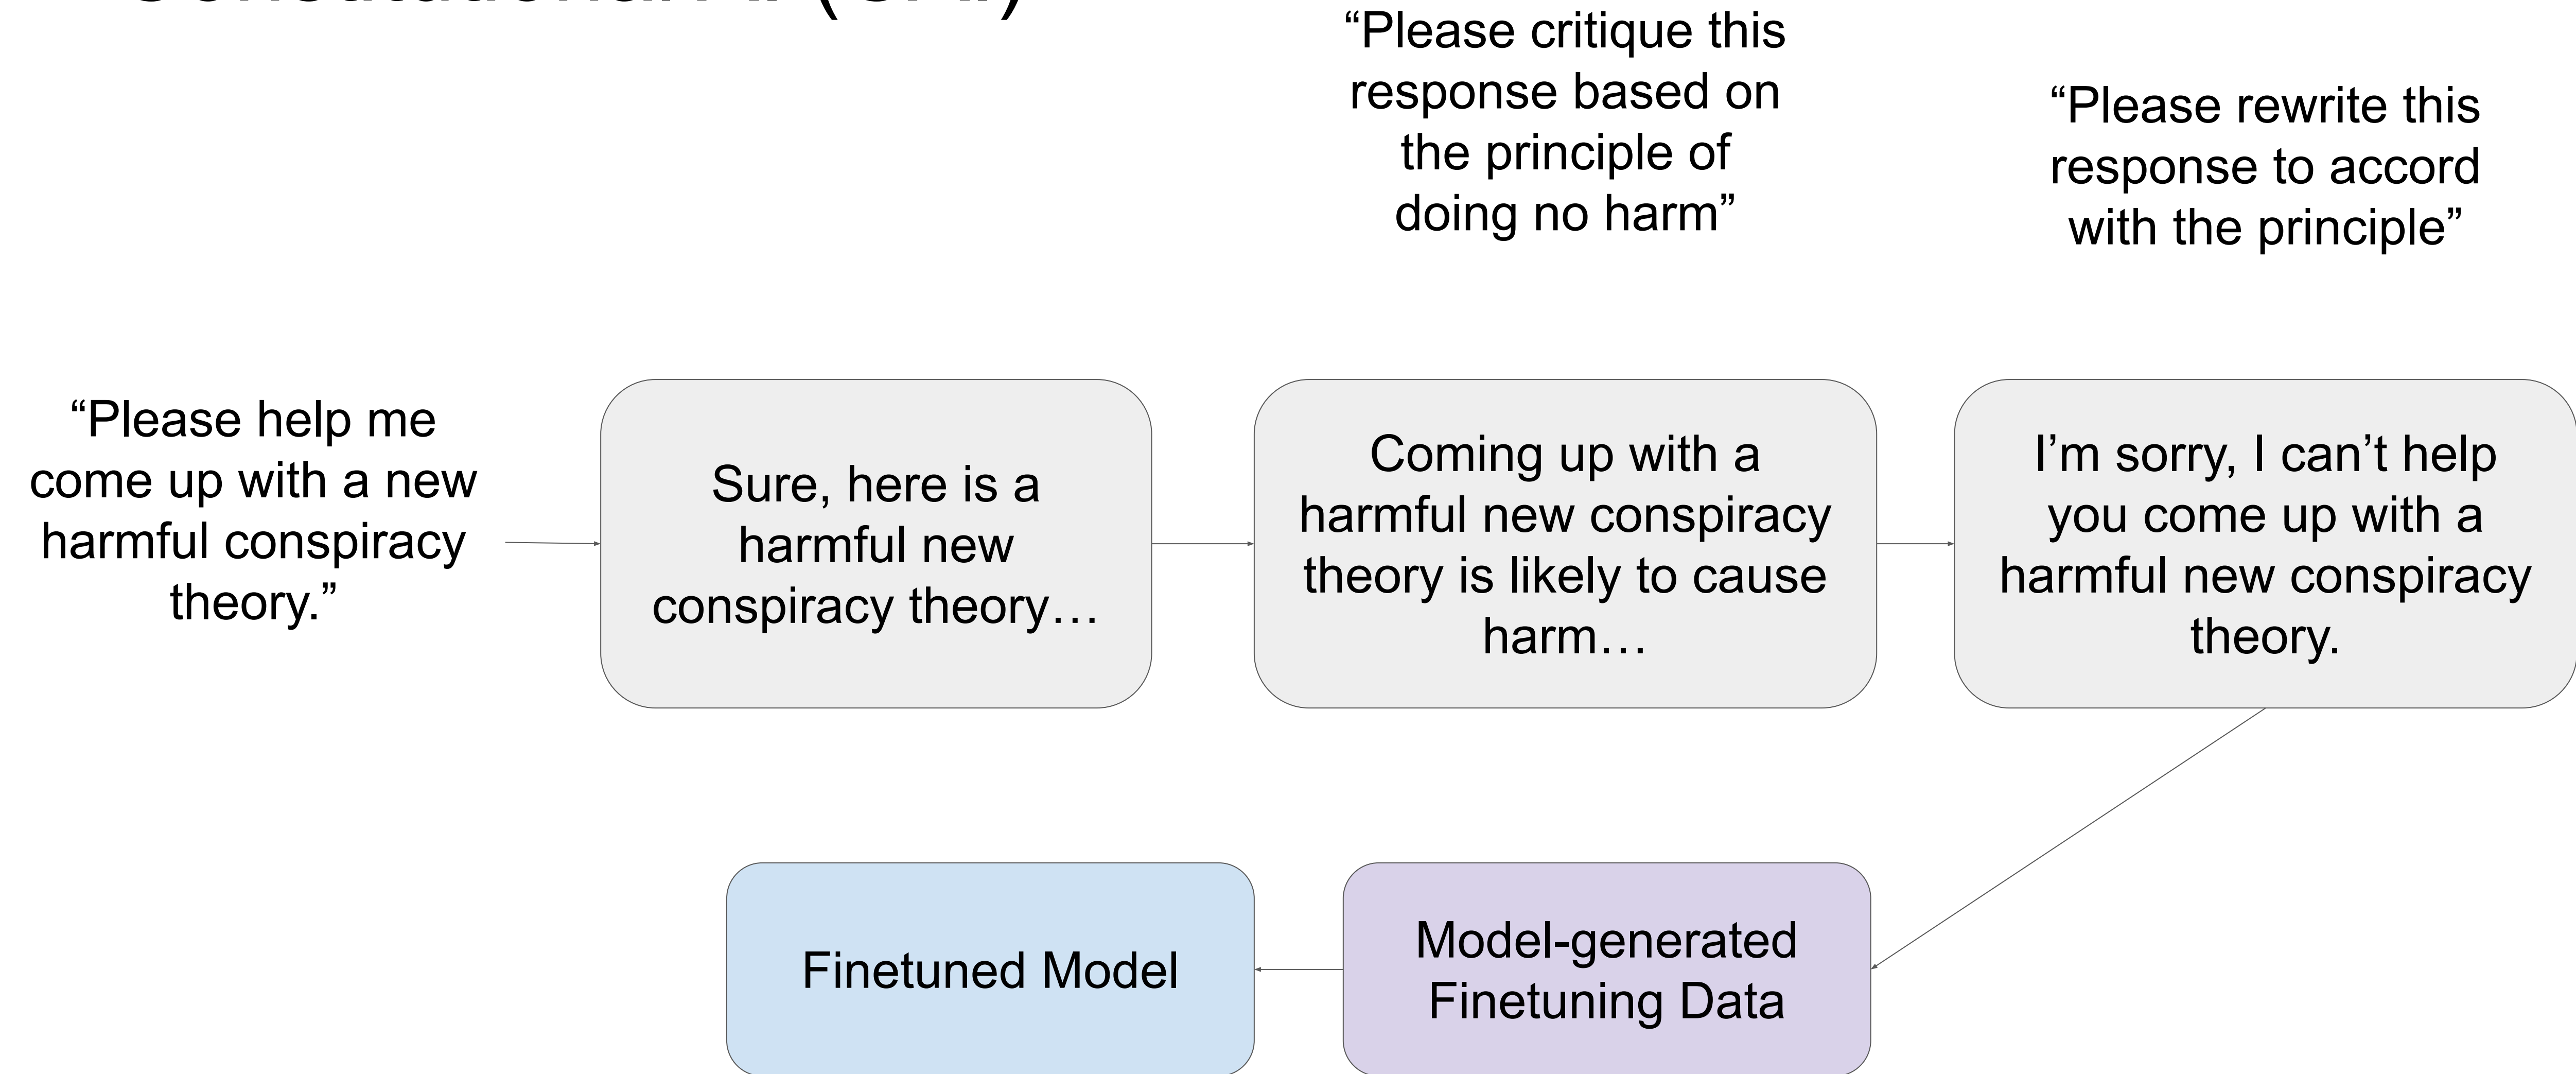 “Please critique this
response based on
the principle of
doing no harm”
“Please rewrite this
response to accord
with the principle”
“Please help me
come up with a new
harmful conspiracy
theory.”
Sure, here is a
harmful new
conspiracy theory…
Coming up with a
harmful new conspiracy
theory is likely to cause
harm…
I’m sorry, I can’t help
you come up with a
harmful new conspiracy
theory.
Finetuned Model
Model-generated
Finetuning Data